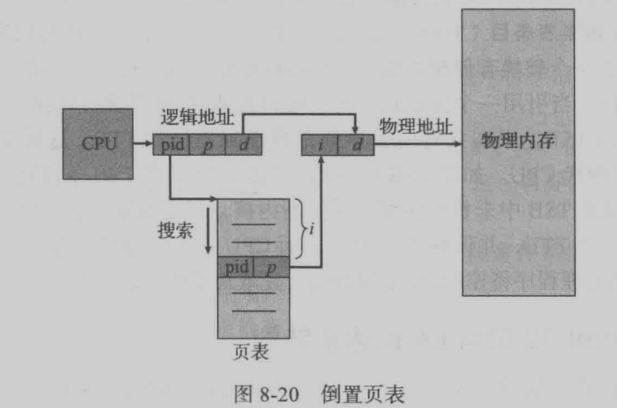 逻辑地址
物理地址
CPU
pid p d
i d
物理内存
搜索
i
pid p
页表
图 8-20 倒置页表